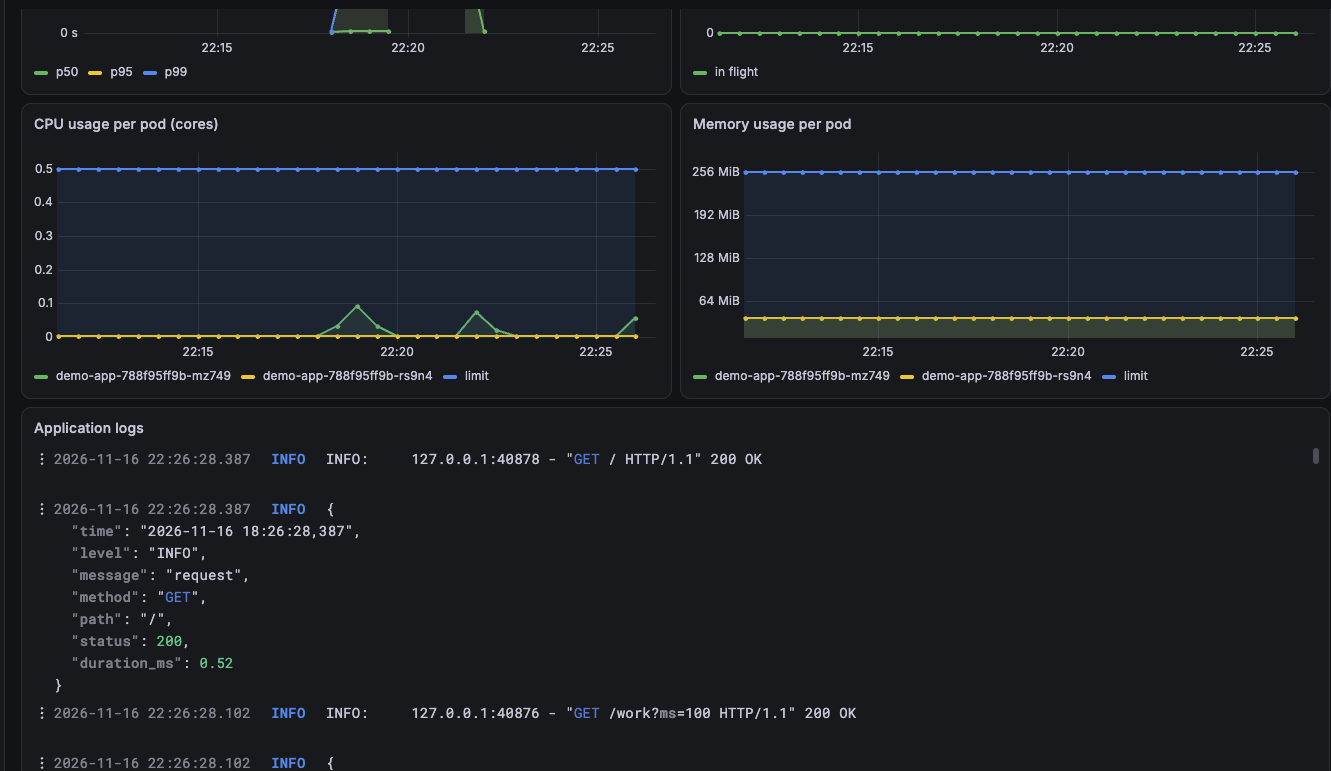 0 s
22:15 22:20 22:25
p50 p95 p99
0
22:15 22:20 22:25
in flight
CPU usage per pod (cores)
0.5
0.4
0.3
0.2
0.1
0
22:15 22:20 22:25
demo-app-788f95ff9b-mz749 demo-app-788f95ff9b-rs9n4 limit
Memory usage per pod
256 MiB
192 MiB
128 MiB
64 MiB
22:15 22:20 22:25
demo-app-788f95ff9b-mz749 demo-app-788f95ff9b-rs9n4 limit
Application logs
2026-11-16 22:26:28.387 INFO INFO: 127.0.0.1:40878 - "GET / HTTP/1.1" 200 OK
2026-11-16 22:26:28.387 INFO {
"time": "2026-11-16 18:26:28,387",
"level": "INFO",
"message": "request",
"method": "GET",
"path": "/",
"status": 200,
"duration_ms": 0.52
}
2026-11-16 22:26:28.102 INFO INFO: 127.0.0.1:40876 - "GET /work?ms=100 HTTP/1.1" 200 OK
2026-11-16 22:26:28.102 INFO {